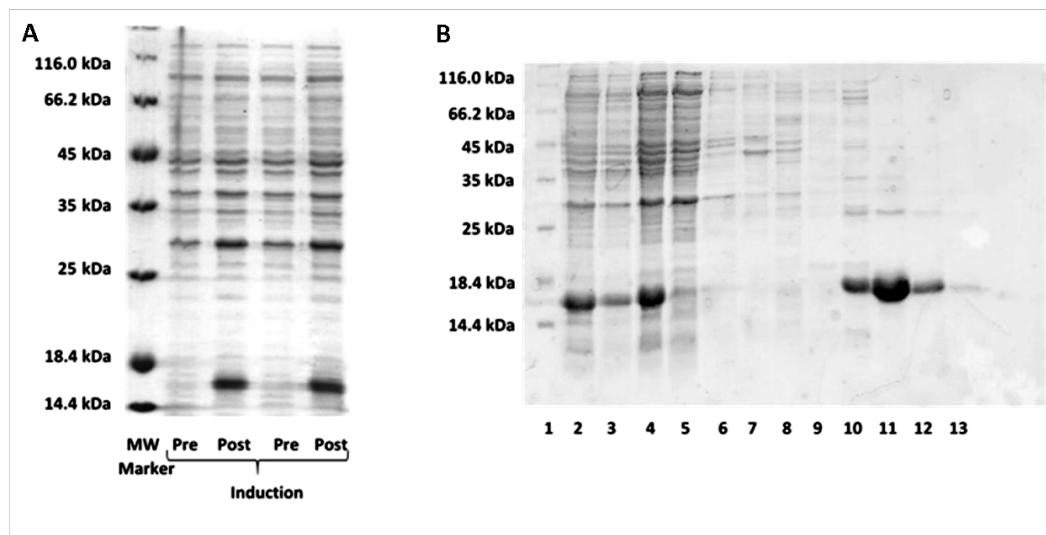 A
116.0 kDa
66.2 kDa
45 kDa
35 kDa
25 kDa
18.4 kDa
14.4 kDa
MW Marker
Pre Post Pre Post
Induction
B
116.0 kDa
66.2 kDa
45 kDa
35 kDa
25 kDa
18.4 kDa
14.4 kDa
1 2 3 4 5 6 7 8 9 10 11 12 13